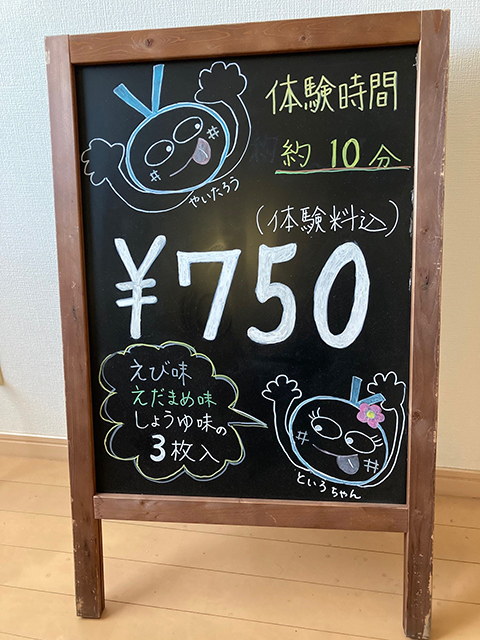 体験時間
約10分
やいたろう
(体験料込)
¥750
えび味
えだまめ味
しょうゆ味の
3枚入
といろちゃん